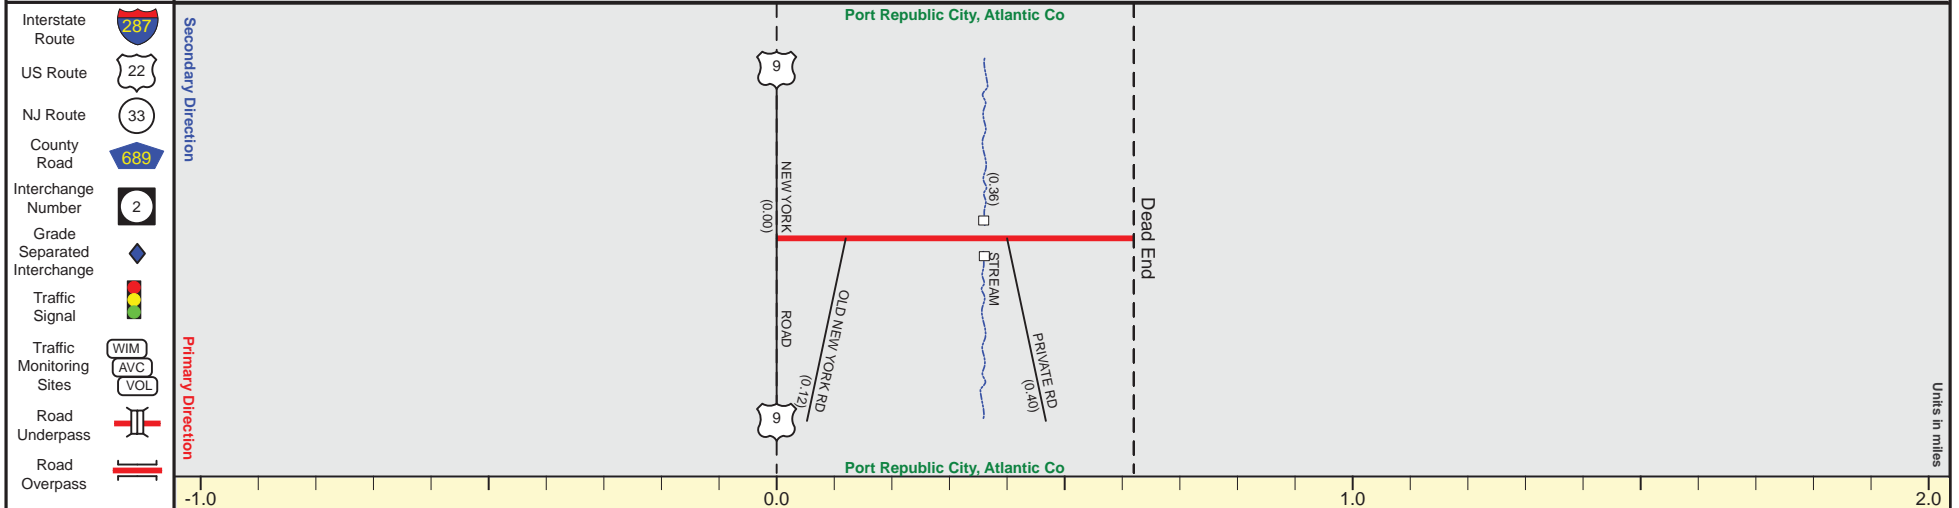 Interstate
Route
287
US Route
22
NJ Route
33
County
Road
689
Interchange
Number
2
Grade
Separated
Interchange
Traffic
Signal
Traffic
Monitoring
Sites
WIM
AVC
VOL
Road
Underpass
Road
Overpass
Secondary Direction
Primary Direction
Port Republic City, Atlantic Co
9
NEW YORK
(0.00)
ROAD
9
OLD NEW YORK RD
(0.12)
(0.36)
STREAM
PRIVATE RD
(0.40)
Dead End
Port Republic City, Atlantic Co
Units in miles
-1.0
0.0
1.0
2.0